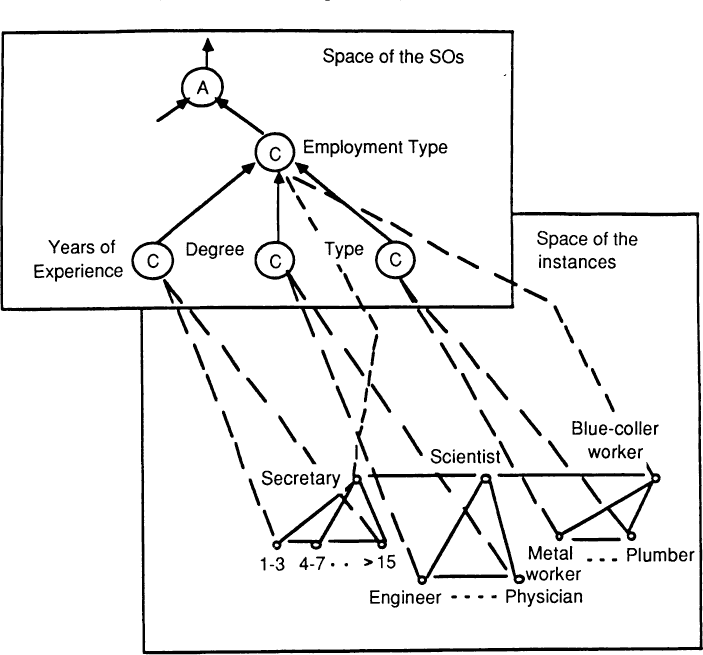 Space of the SOs
A
C
Employment Type
Years of
Experience
C
Degree
C
Type
C
Space of the
instances
Blue-coller
worker
Scientist
Secretary
1-3 4-7 · · >15
Metal
worker
- - - Plumber
Engineer - - - - Physician